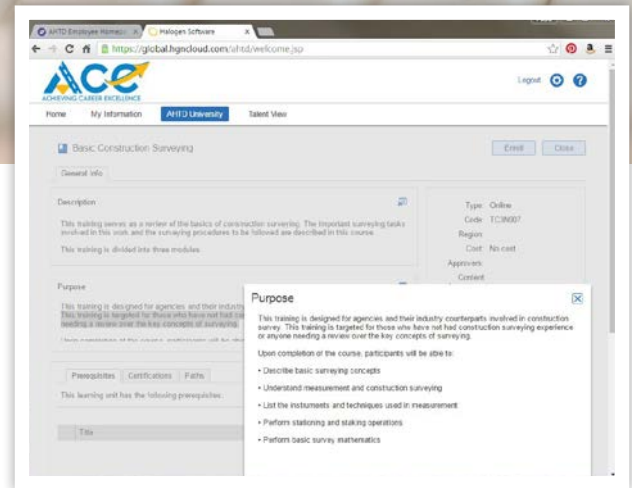 AHTD Employee Homepa
Halogen Software
https://global.hgncloud.com/ahtd/welcome.jsp
ACE
ACHIEVING CAREER EXCELLENCE
Logout
Home My Information AHTD University Talent View
Basic Construction Surveying
Enroll Close
General Info
Description
This training serves as a review of the basics of construction surveying. The important surveying tasks
involved in this work and the surveying procedures to be followed are described in this course.
This training is divided into three modules.
Type Online
Code TC3IN007
Region
Cost No cost
Approvers
Content
Purpose
This training is designed for agencies and their industry
This training is targeted for those who have not had
needing a review over the key concepts of surveying.
Upon completion of the course, participants will be
Prerequisites Certifications Paths
This learning unit has the following prerequisites.
Title
Purpose
This training is designed for agencies and their industry counterparts involved in construction
survey. This training is targeted for those who have not had construction surveying experience
or anyone needing a review over the key concepts of surveying.
Upon completion of the course, participants will be able to:
• Describe basic surveying concepts
• Understand measurement and construction surveying
• List the instruments and techniques used in measurement
• Perform stationing and staking operations
• Perform basic survey mathematics